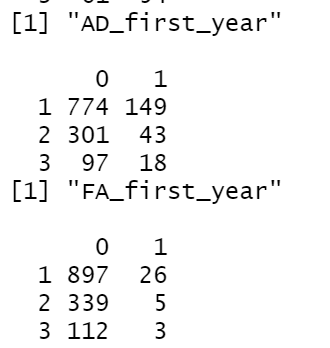 [1] "AD_first_year"
0 1
1 774 149
2 301 43
3 97 18
[1] "FA_first_year"
0 1
1 897 26
2 339 5
3 112 3